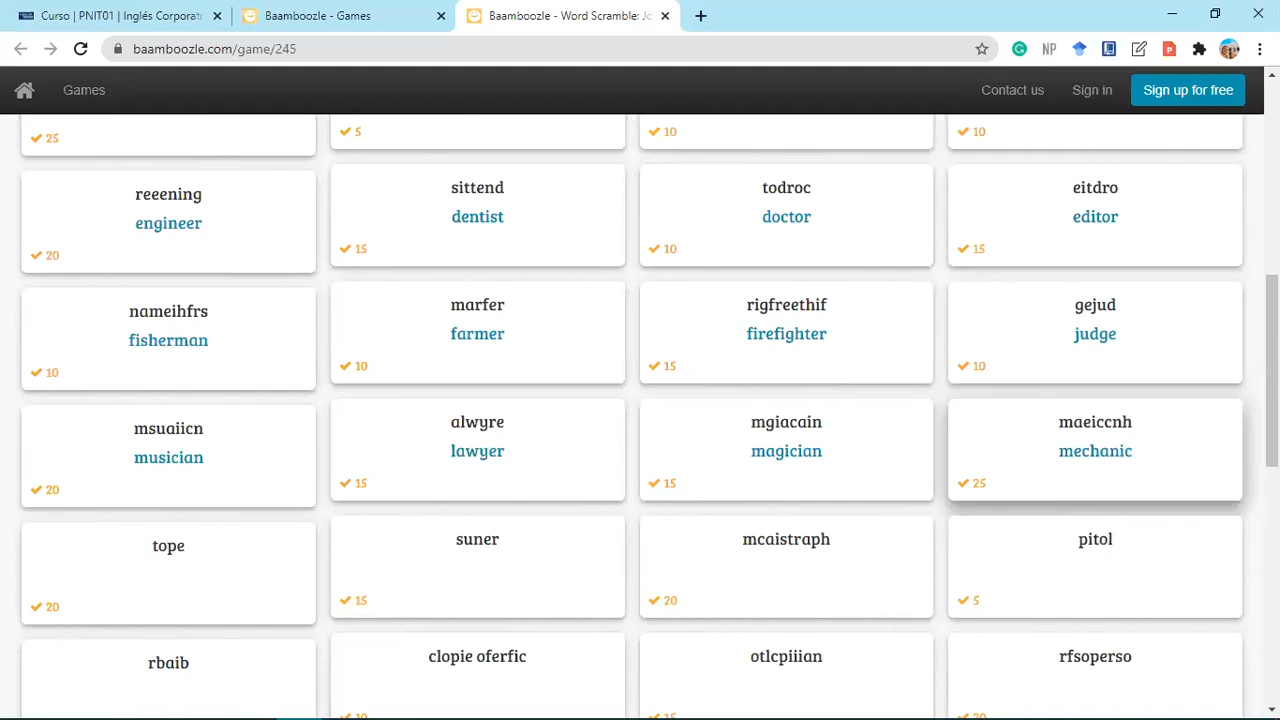 Curso | PNIT01 | Inglés Corporat
Baamboozle - Games
Baamboozle - Word Scramble: Jo
baamboozle.com/game/245
NP
Games
Contact us
Sign in
Sign up for free
25
5
10
10
reeening
engineer
20
sittend
dentist
15
todroc
doctor
10
eitdro
editor
15
nameihfrs
fisherman
10
marfer
farmer
10
rigfreethif
firefighter
15
gejud
judge
10
msuaiicn
musician
20
alwyre
lawyer
15
mgiacain
magician
15
maeiccnh
mechanic
25
tope
20
suner
15
mcaistraph
20
pitol
5
rbaib
clopie oferfic
10
otlcpiiian
15
rfsoperso
20